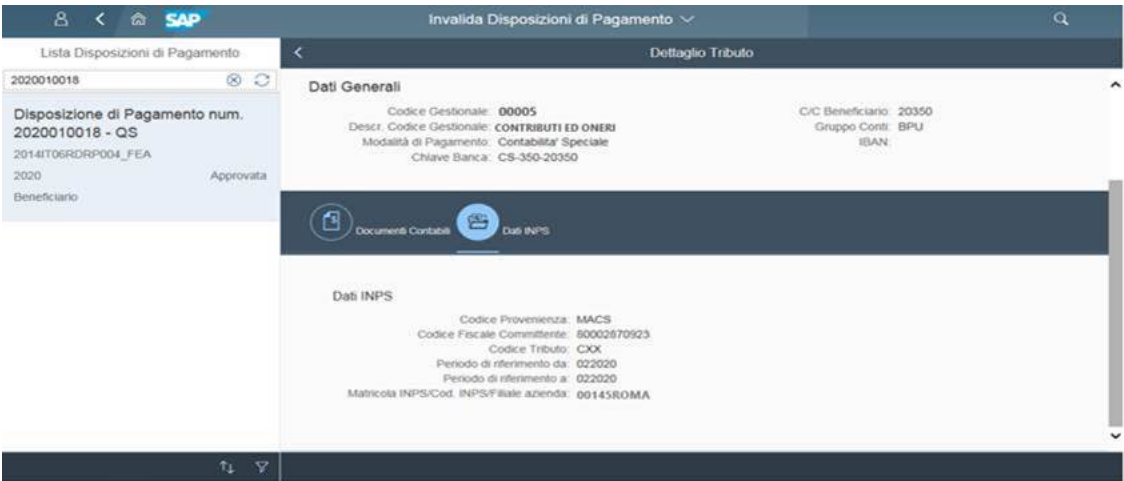 SAP
Invalida Disposizioni di Pagamento
Lista Disposizioni di Pagamento
Dettaglio Tributo
2020010018
Disposizione di Pagamento num.
2020010018 - QS
2014IT06RDRP004_FEA
2020 Approvata
Beneficiario
Dati Generali
Codice Gestionale: 00005
Descr. Codice Gestionale: CONTRIBUTI ED ONERI
Modalità di Pagamento: Contabilita' Speciale
Chiave Banca: CS-350-20350
C/C Beneficiario: 20350
Gruppo Conti: BPU
IBAN:
Documenti Contabili
Dati INPS
Dati INPS
Codice Provenienza: MACS
Codice Fiscale Committente: 80002870923
Codice Tributo: CXX
Periodo di riferimento da: 022020
Periodo di riferimento a: 022020
Matricola INPS/Cod. INPS/Filiale azienda: 00145ROMA